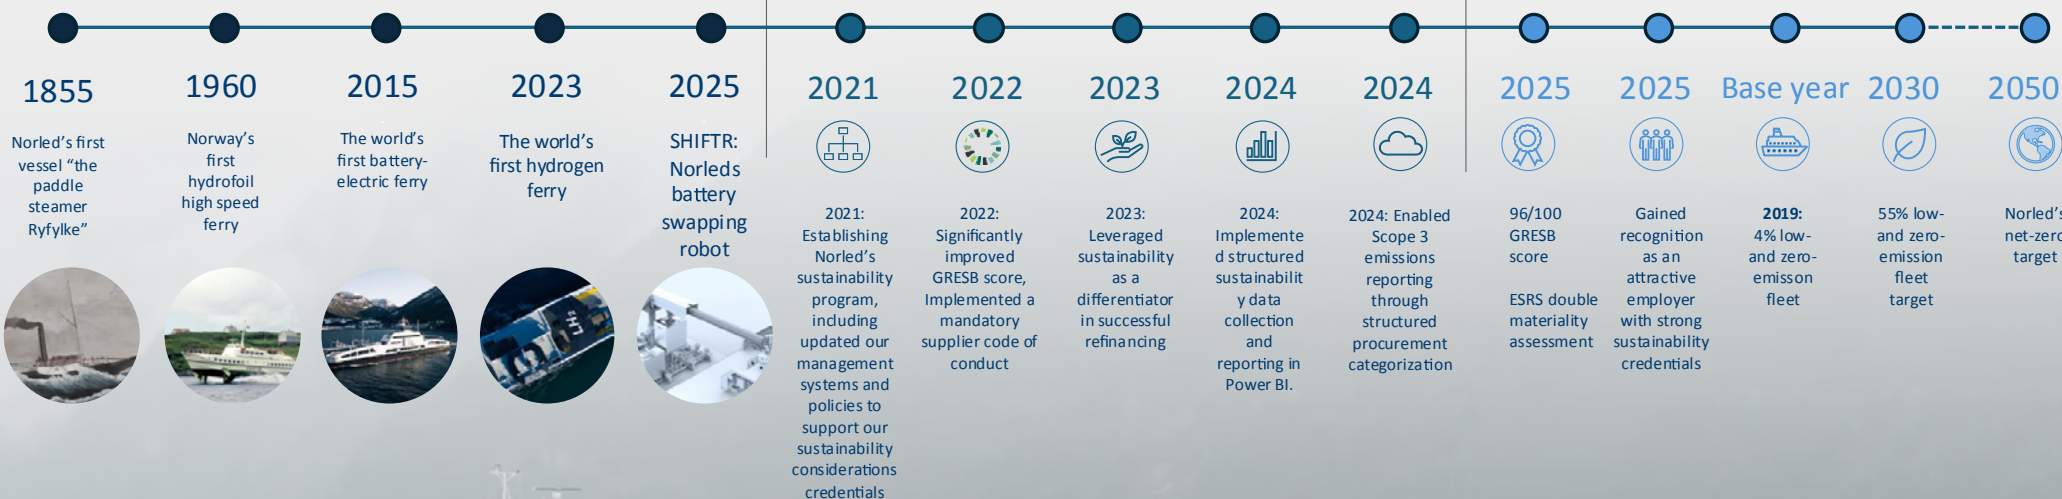 1855
Norled's first
vessel "the
paddle
steamer
Ryfylke"
1960
Norway's
first
hydrofoil
high speed
ferry
2015
The world's
first battery-
electric ferry
2023
The world's
first hydrogen
ferry
LH2
2025
SHIFTR:
Norleds
battery
swapping
robot
2021
2021:
Establishing
Norled's
sustainability
program,
including
updated our
management
systems and
policies to
support our
sustainability
considerations
credentials
2022
2022:
Significantly
improved
GRESB score,
Implemented a
mandatory
supplier code of
conduct
2023
2023:
Leveraged
sustainability
as a
differentiator
in successful
refinancing
2024
2024:
Implemente
d structured
sustainabilit
y data
collection
and
reporting in
Power BI.
2024
2024: Enabled
Scope 3
emissions
reporting
through
structured
procurement
categorization
2025
96/100
GRESB
score
ESRS double
materiality
assessment
2025
Gained
recognition
as an
attractive
employer
with strong
sustainability
credentials
Base year
2019:
4% low-
and zero-
emisson
fleet
2030
55% low-
and zero-
emission
fleet
target
2050
Norled's
net-zero
target